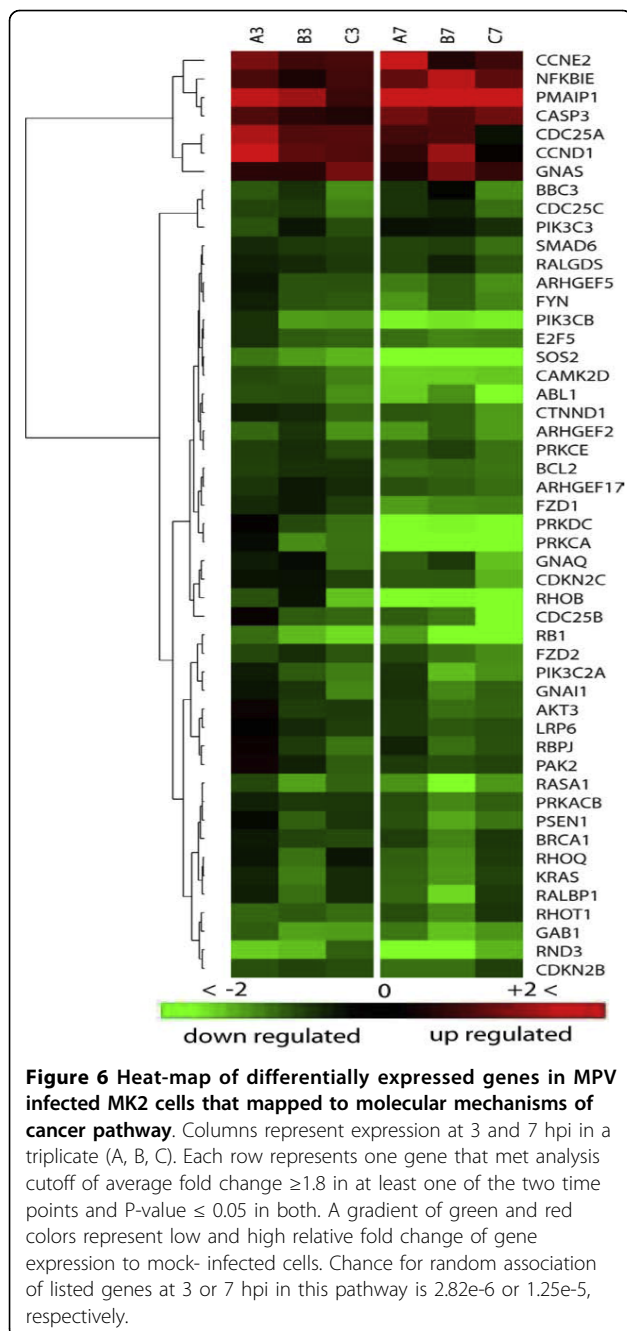 A3 B3 C3 A7 B7 C7
CCNE2
NFKBIE
PMAIP1
CASP3
CDC25A
CCND1
GNAS
BBC3
CDC25C
PIK3C3
SMAD6
RALGDS
ARHGEF5
FYN
PIK3CB
E2F5
SOS2
CAMK2D
ABL1
CTNND1
ARHGEF2
PRKCE
BCL2
ARHGEF17
FZD1
PRKDC
PRKCA
GNAQ
CDKN2C
RHOB
CDC25B
RB1
FZD2
PIK3C2A
GNAI1
AKT3
LRP6
RBPJ
PAK2
RASA1
PRKACB
PSEN1
BRCA1
RHOQ
KRAS
RALBP1
RHOT1
GAB1
RND3
CDKN2B
< -2 0 +2 <
down regulated up regulated
Figure 6 Heat-map of differentially expressed genes in MPV
infected MK2 cells that mapped to molecular mechanisms of
cancer pathway. Columns represent expression at 3 and 7 hpi in a
triplicate (A, B, C). Each row represents one gene that met analysis
cutoff of average fold change ≥1.8 in at least one of the two time
points and P-value ≤ 0.05 in both. A gradient of green and red
colors represent low and high relative fold change of gene
expression to mock- infected cells. Chance for random association
of listed genes at 3 or 7 hpi in this pathway is 2.82e-6 or 1.25e-5,
respectively.